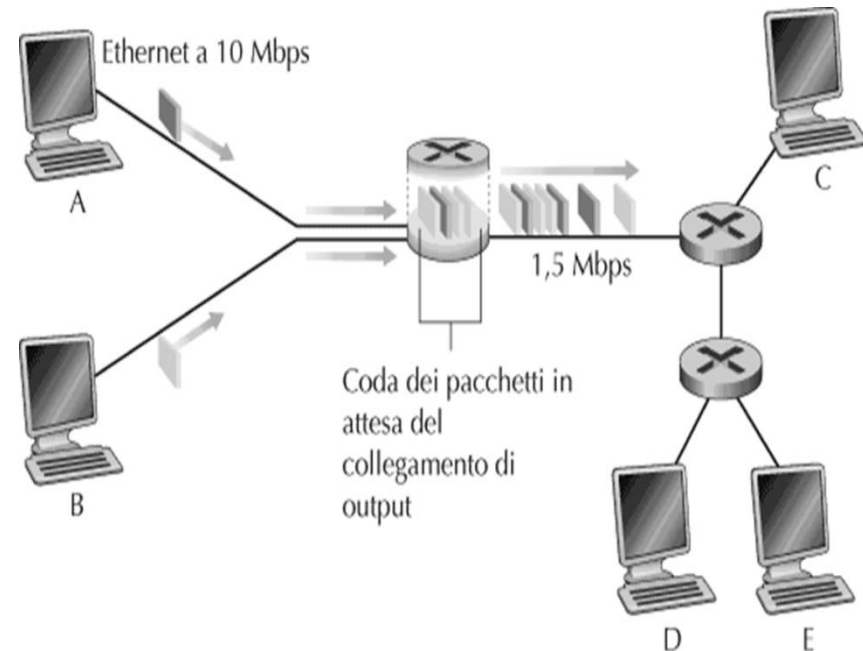 Ethernet a 10 Mbps
A
C
1,5 Mbps
Coda dei pacchetti in
attesa del
collegamento di
output
B
D
E